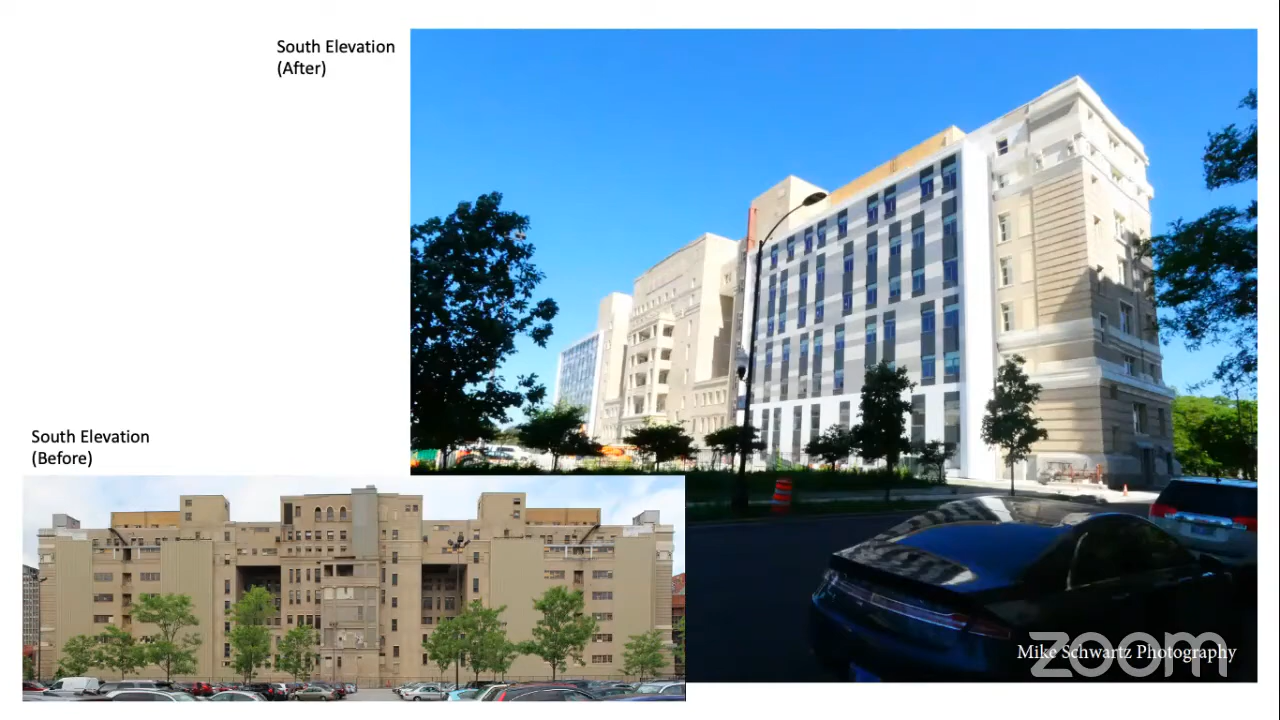 South Elevation
(After)
South Elevation
(Before)
Mike Schwartz Photography
zoom